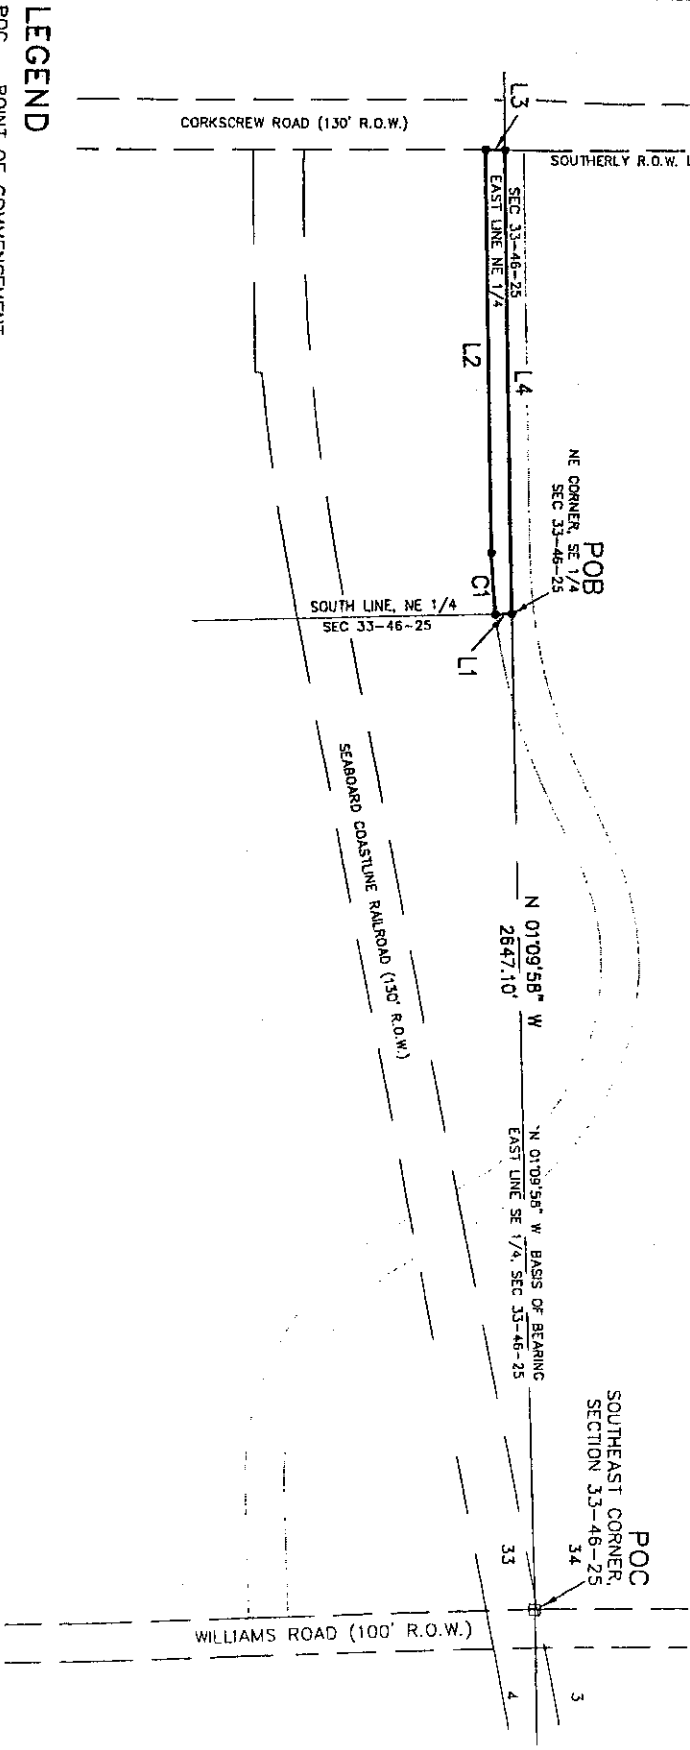 LEGEND
POC POINT OF COMMENCEMENT
CORKSCREW ROAD (130' R.O.W.)
L3
SOUTHERLY R.O.W. L
SEC 33-46-25
EAST LINE NE 1/4
L2
L4
NE CORNER, SE 1/4
SEC 33-46-25
POB
C1
SOUTH LINE, NE 1/4
SEC 33-46-25
L1
SEABOARD COASTLINE RAILROAD (130' R.O.W.)
N 01°09'58" W
2647.10'
N 01°09'58" W BASIS OF BEARING
EAST LINE SE 1/4, SEC 33-46-25
POC
SOUTHEAST CORNER,
SECTION 33-46-25
34
33
WILLIAMS ROAD (100' R.O.W.)
3
4